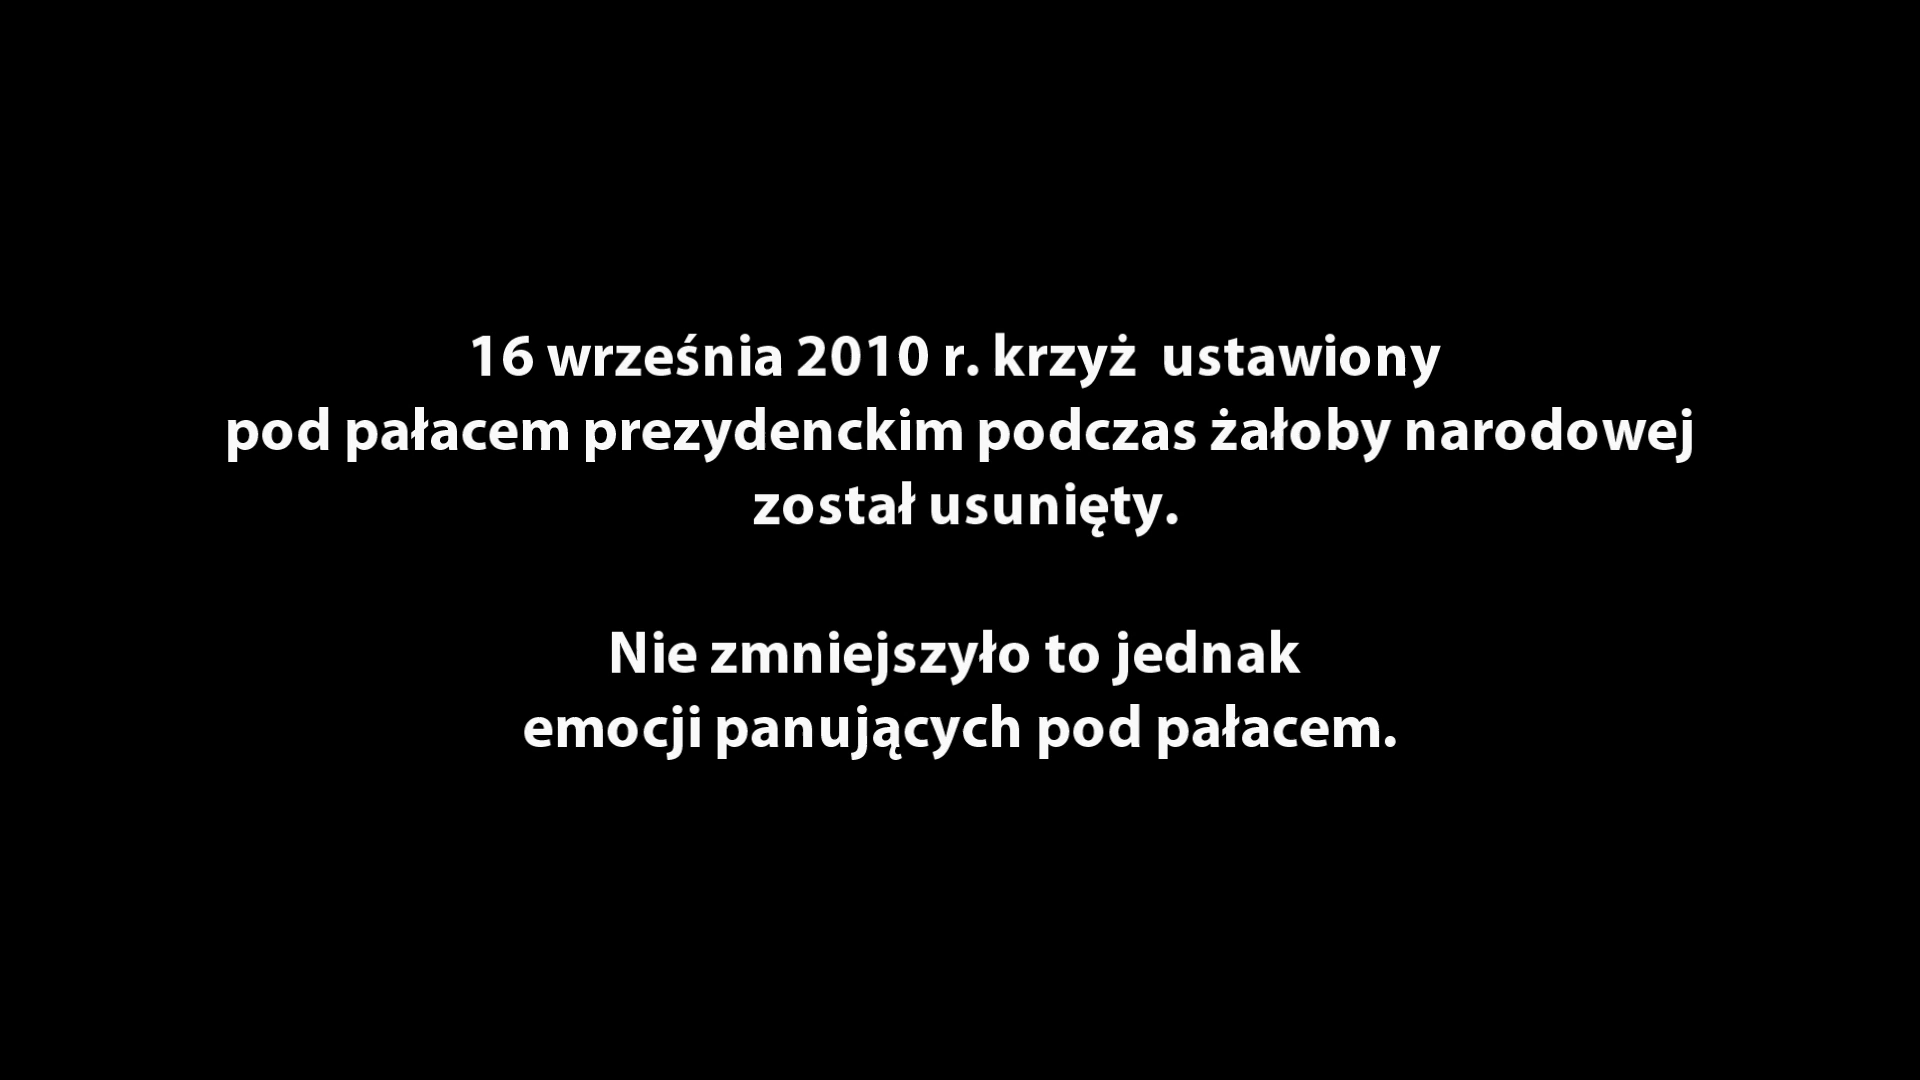 16 września 2010 r. krzyż  ustawiony
pod pałacem prezydenckim podczas żałoby narodowej
został usunięty.
Nie zmniejszyło to jednak
emocji panujących pod pałacem.